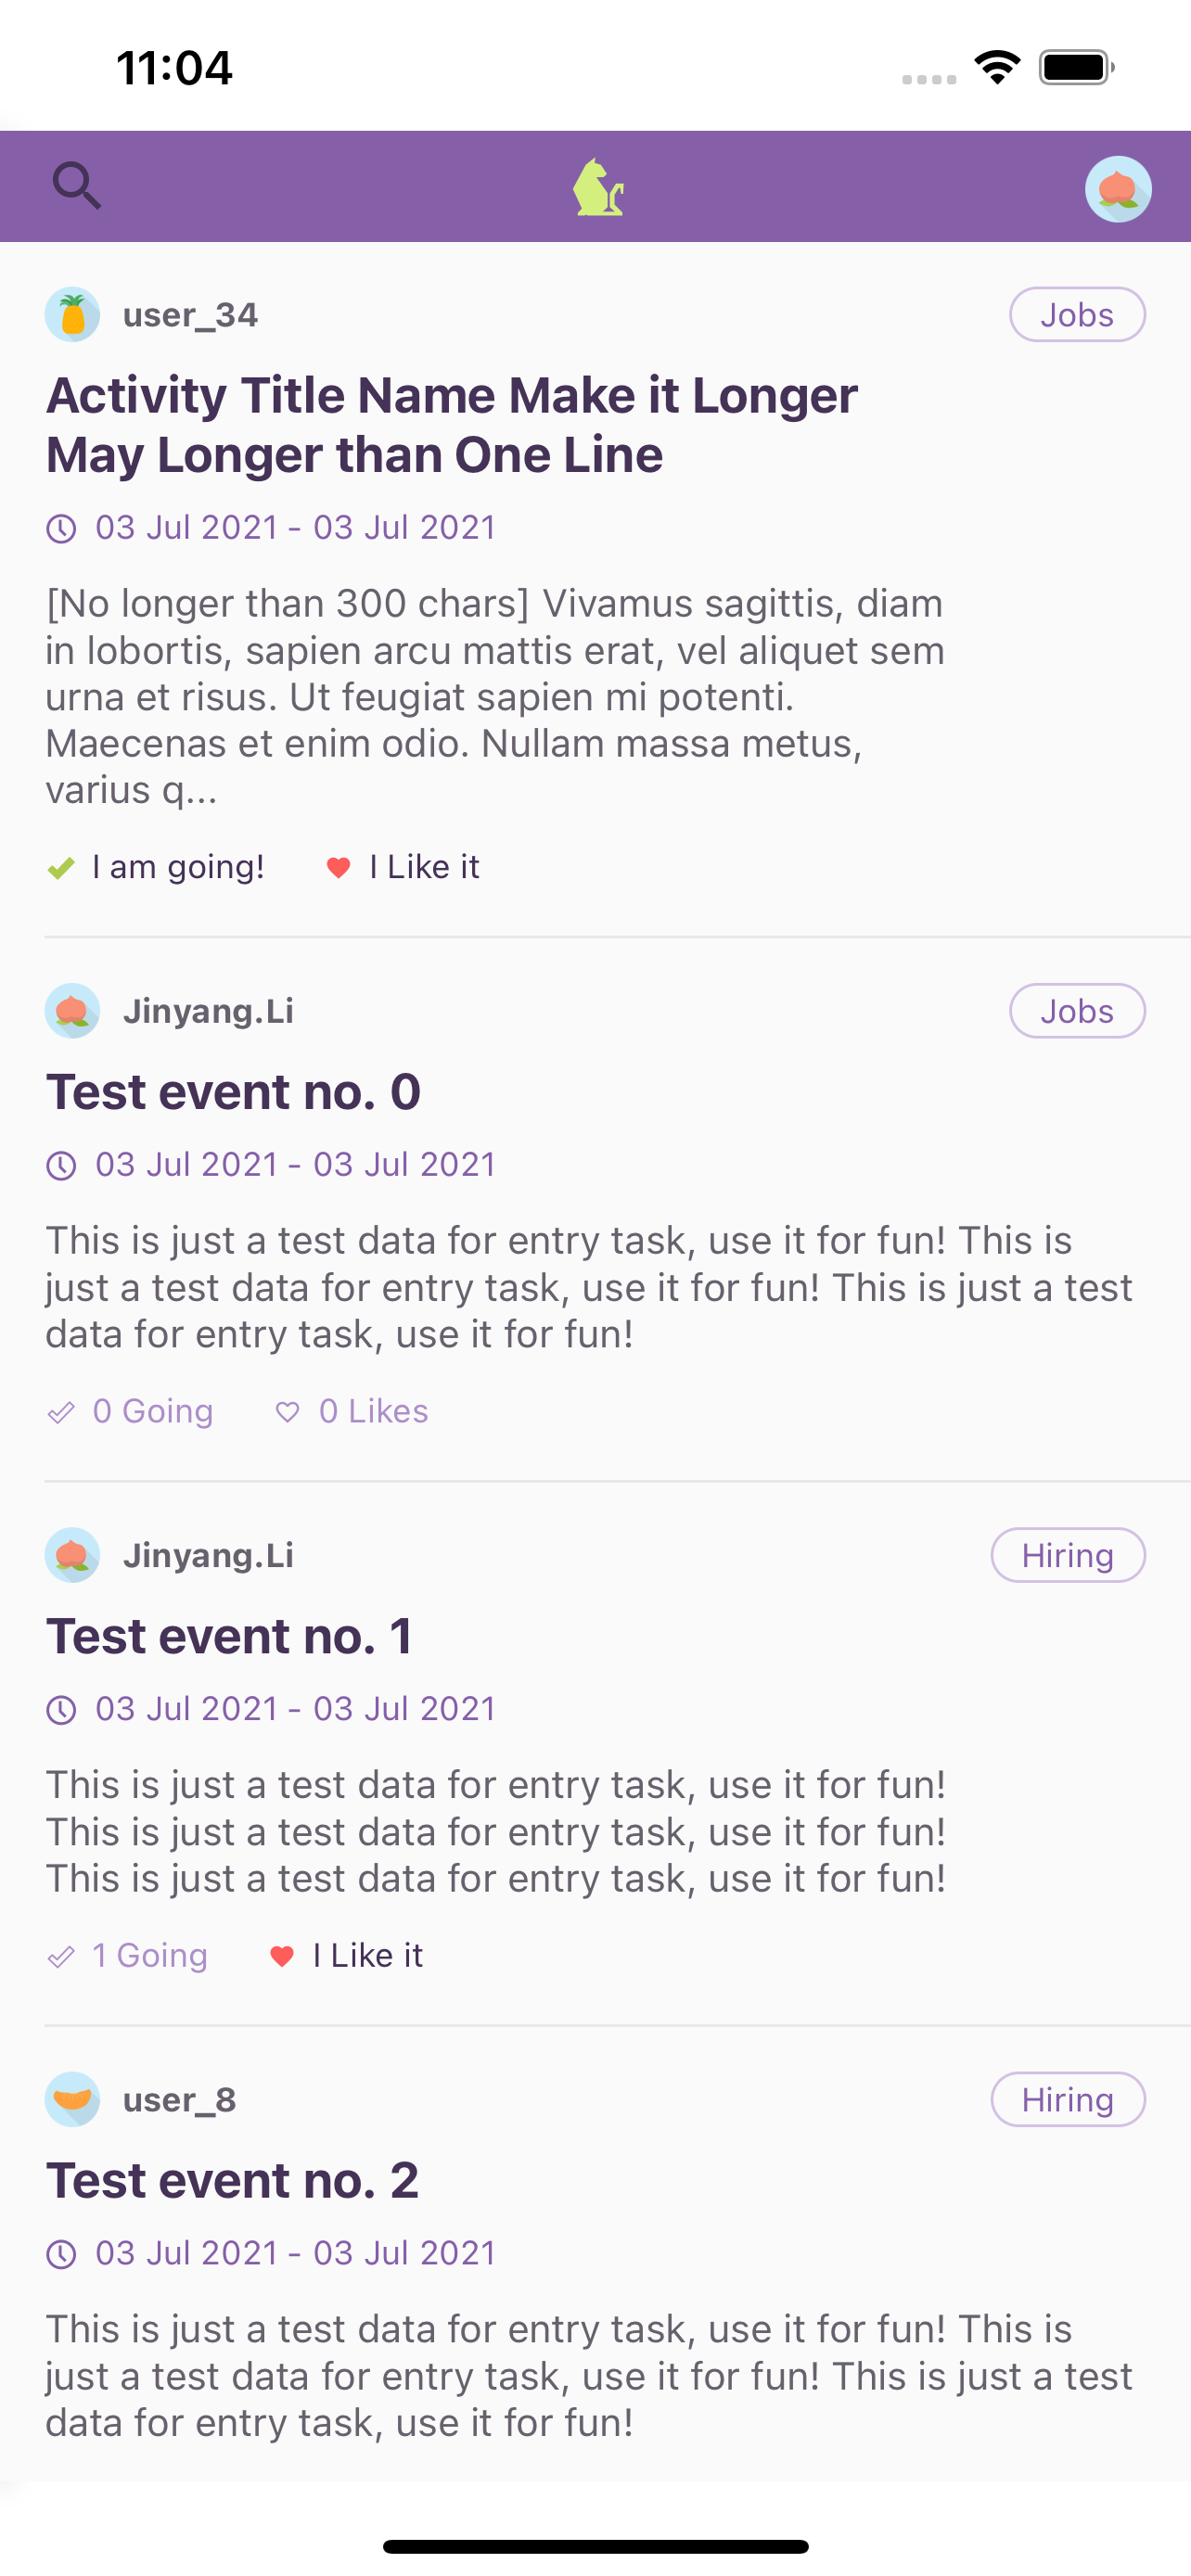 11:04
user_34
Jobs
Activity Title Name Make it Longer
May Longer than One Line
03 Jul 2021 - 03 Jul 2021
[No longer than 300 chars] Vivamus sagittis, diam
in lobortis, sapien arcu mattis erat, vel aliquet sem
urna et risus. Ut feugiat sapien mi potenti.
Maecenas et enim odio. Nullam massa metus,
varius q...
I am going!
I Like it
Jinyang.Li
Jobs
Test event no. 0
03 Jul 2021 - 03 Jul 2021
This is just a test data for entry task, use it for fun! This is
just a test data for entry task, use it for fun! This is just a test
data for entry task, use it for fun!
0 Going
0 Likes
Jinyang.Li
Hiring
Test event no. 1
03 Jul 2021 - 03 Jul 2021
This is just a test data for entry task, use it for fun!
This is just a test data for entry task, use it for fun!
This is just a test data for entry task, use it for fun!
1 Going
I Like it
user_8
Hiring
Test event no. 2
03 Jul 2021 - 03 Jul 2021
This is just a test data for entry task, use it for fun! This is
just a test data for entry task, use it for fun! This is just a test
data for entry task, use it for fun!